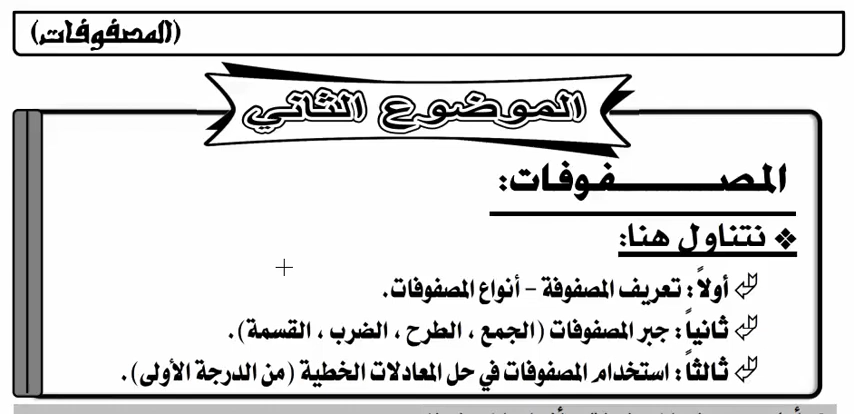 (المصفوفات)
الموضوع الثاني
المصفوفات:
❖ نتناول هنا:
أولاً: تعريف المصفوفة - أنواع المصفوفات.
ثانياً: جبر المصفوفات (الجمع ، الطرح ، الضرب ، القسمة).
ثالثاً: استخدام المصفوفات في حل المعادلات الخطية (من الدرجة الأولى).